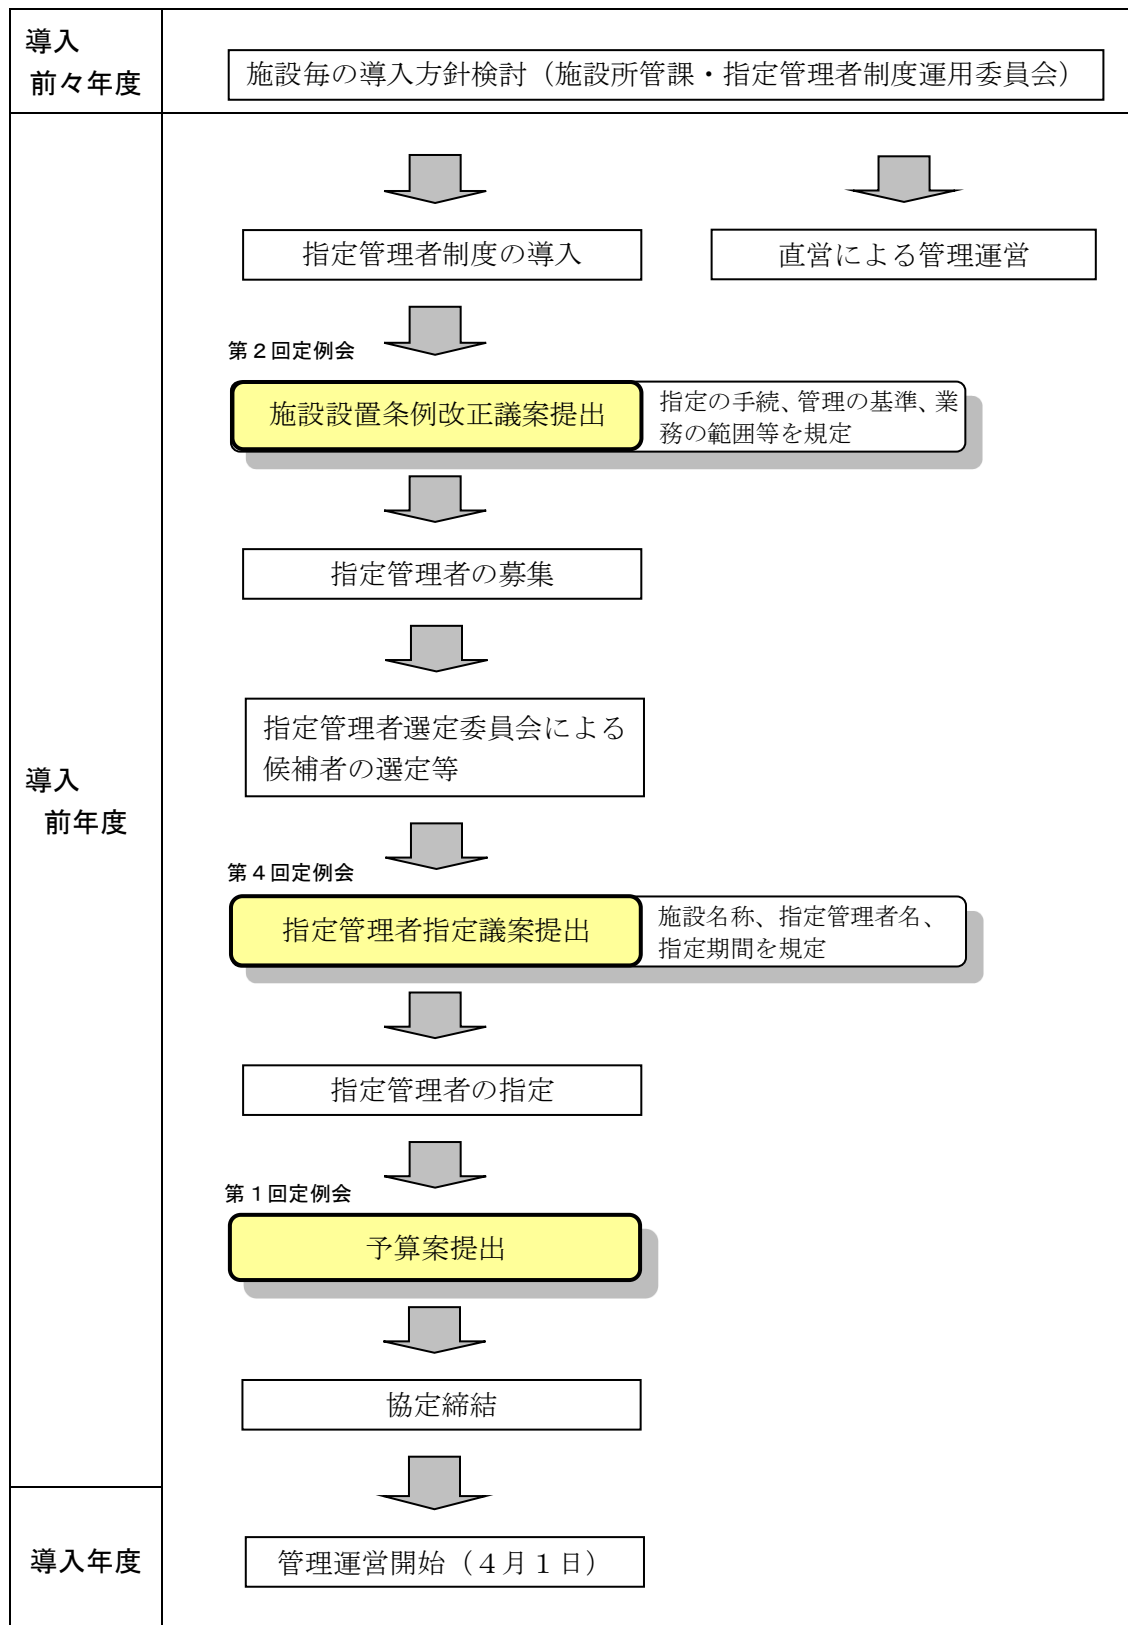 導入
前々年度
施設毎の導入方針検討（施設所管課・指定管理者制度運用委員会）
指定管理者制度の導入
直営による管理運営
第２回定例会
施設設置条例改正議案提出
指定の手続、管理の基準、業
務の範囲等を規定
指定管理者の募集
指定管理者選定委員会による
候補者の選定等
導入
前年度
第４回定例会
指定管理者指定議案提出
施設名称、指定管理者名、
指定期間を規定
指定管理者の指定
第１回定例会
予算案提出
協定締結
導入年度
管理運営開始（４月１日）